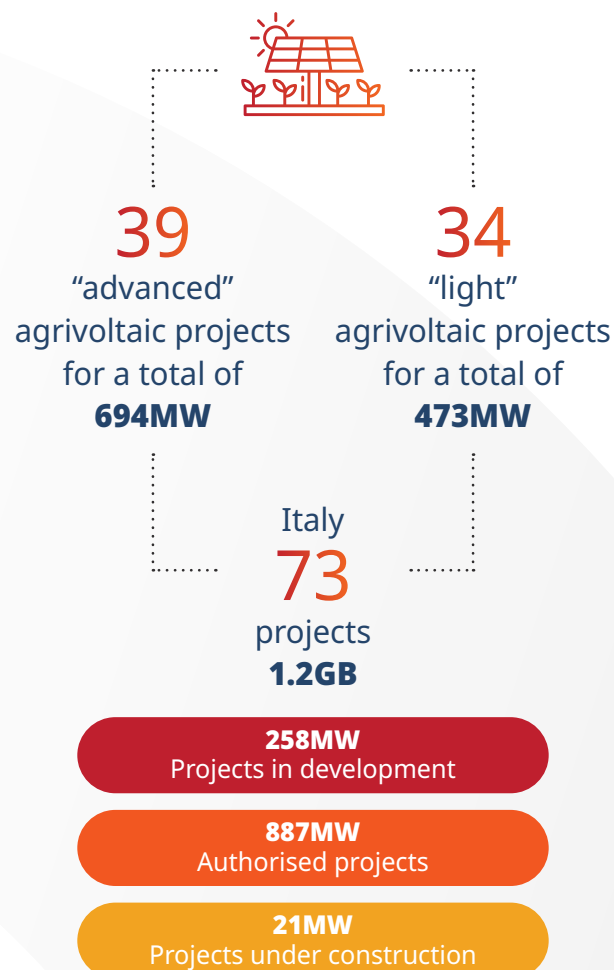 39
“advanced”
agrivoltaic projects
for a total of
694MW
34
“light”
agrivoltaic projects
for a total of
473MW
Italy
73
projects
1.2GB
258MW
Projects in development
887MW
Authorised projects
21MW
Projects under construction